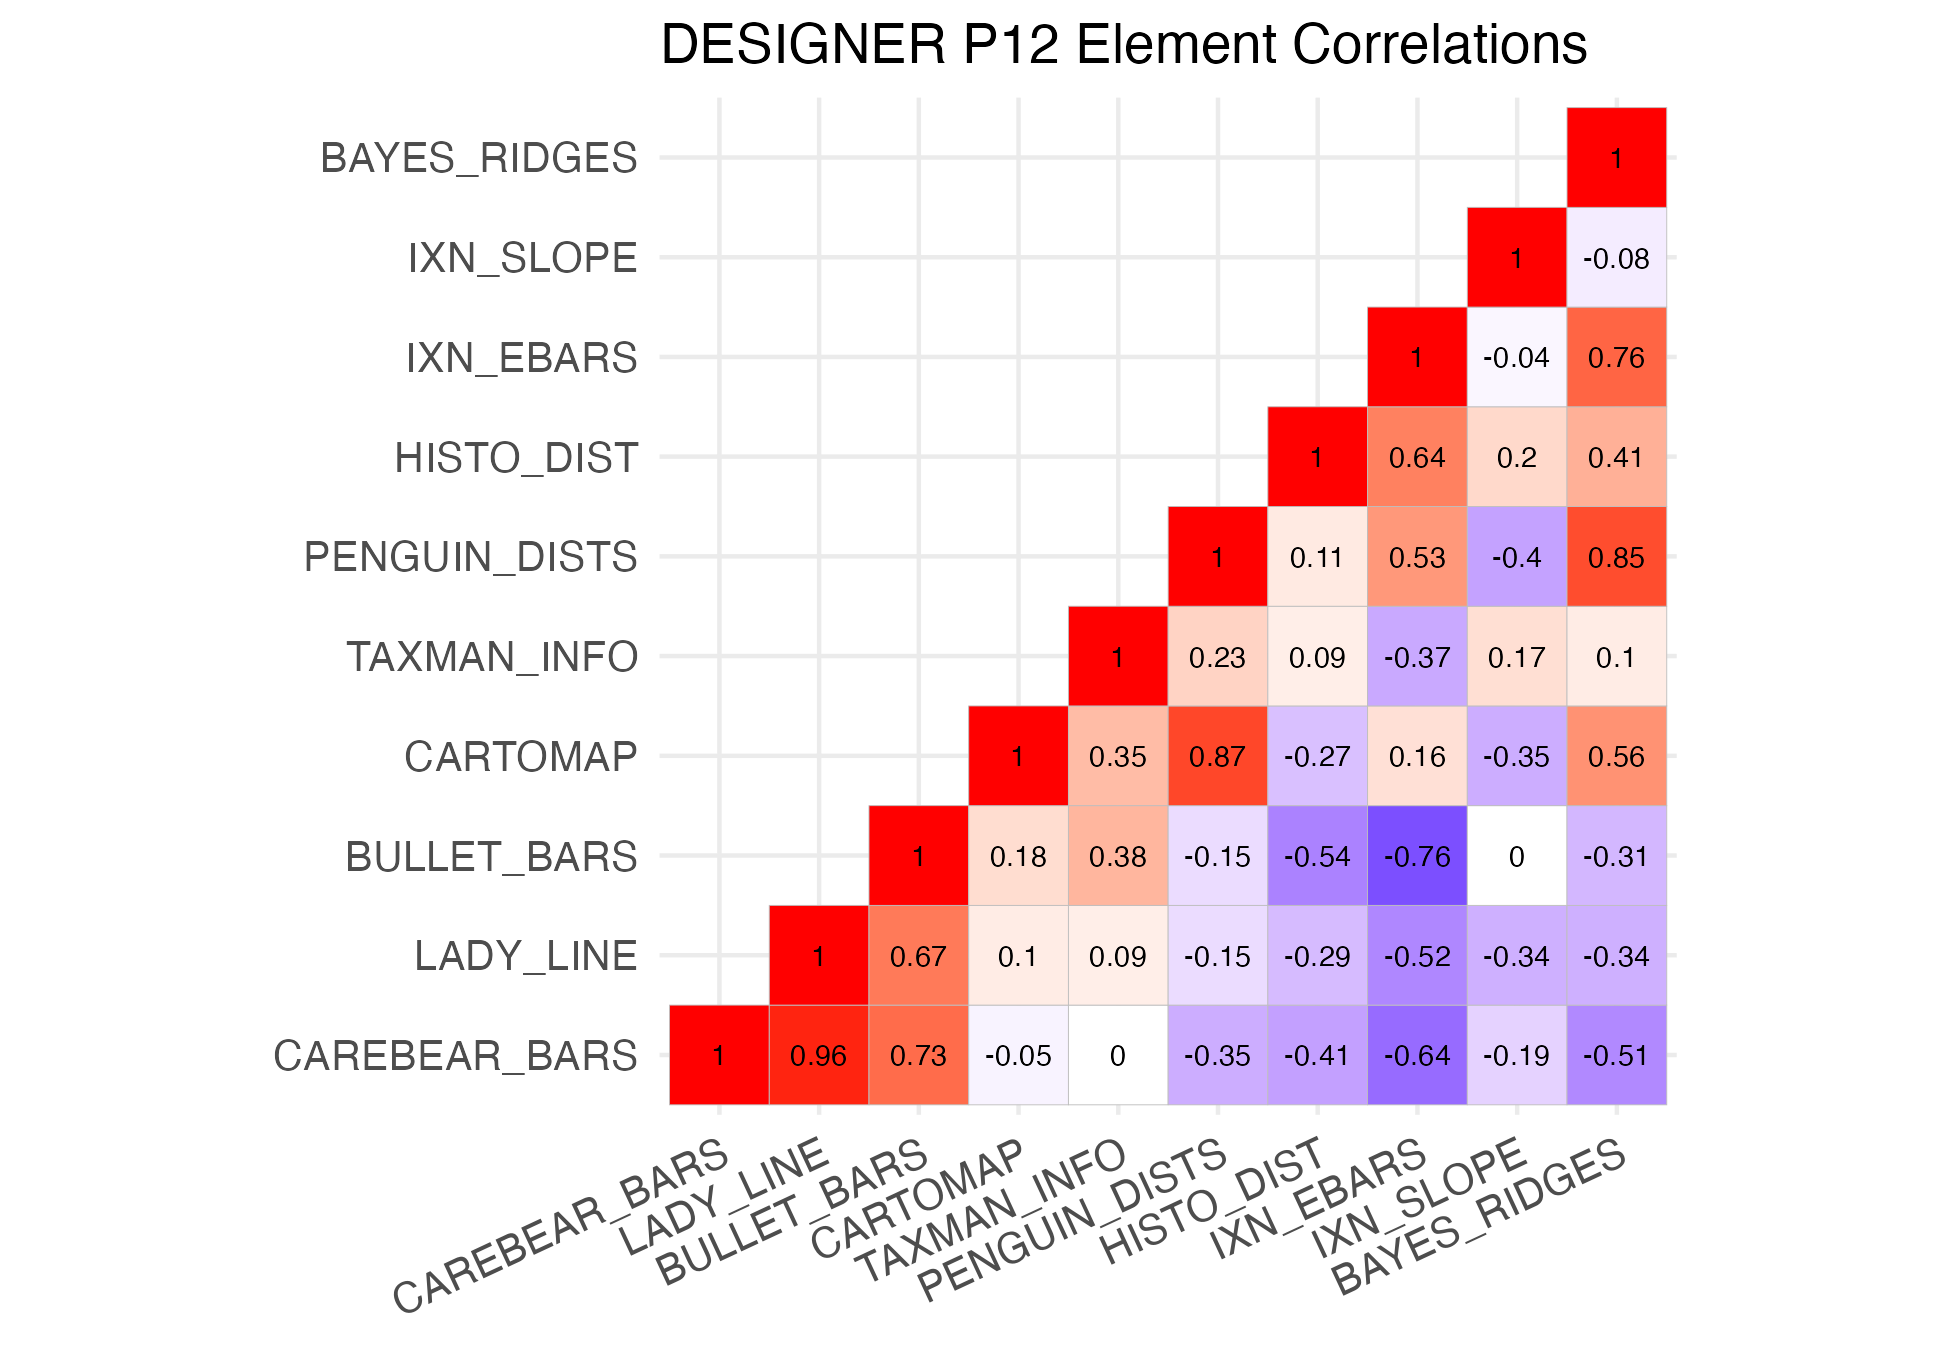 DESIGNER P12 Element Correlations
BAYES_RIDGES 1
IXN_SLOPE 1 -0.08
IXN_EBARS 1 -0.04 0.76
HISTO_DIST 1 0.64 0.2 0.41
PENGUIN_DISTS 1 0.11 0.53 -0.4 0.85
TAXMAN_INFO 1 0.23 0.09 -0.37 0.17 0.1
CARTOMAP 1 0.35 0.87 -0.27 0.16 -0.35 0.56
BULLET_BARS 1 0.18 0.38 -0.15 -0.54 -0.76 0 -0.31
LADY_LINE 1 0.67 0.1 0.09 -0.15 -0.29 -0.52 -0.34 -0.34
CAREBEAR_BARS 1 0.96 0.73 -0.05 0 -0.35 -0.41 -0.64 -0.19 -0.51
CAREBEAR_BARS
LADY_LINE
BULLET_BARS
CARTOMAP
TAXMAN_INFO
PENGUIN_DISTS
HISTO_DIST
IXN_EBARS
IXN_SLOPE
BAYES_RIDGES